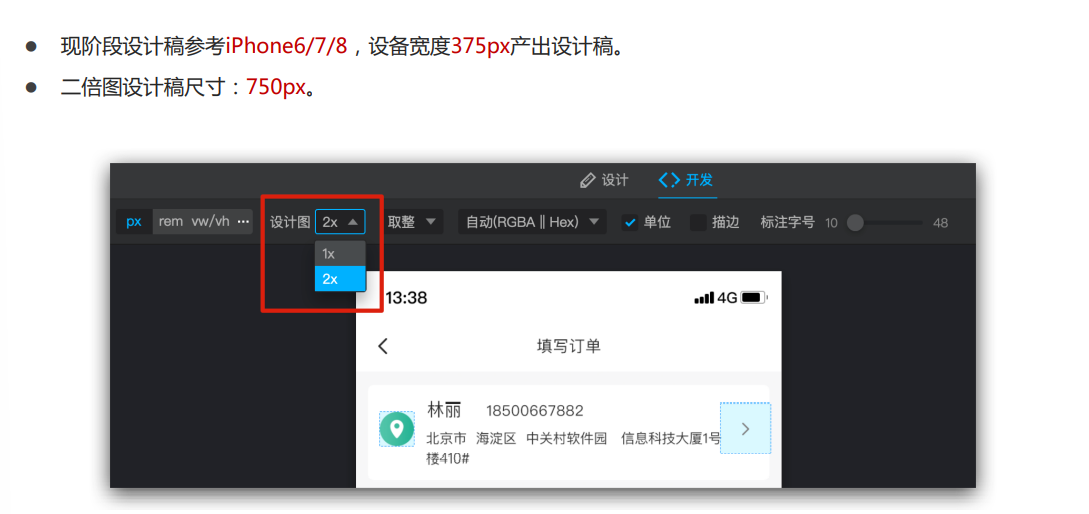 现阶段设计稿参考iPhone6/7/8，设备宽度375px产出设计稿。
二倍图设计稿尺寸：750px。
设计 开发
px rem vw/vh ··· 设计图 2x 取整 自动(RGBA || Hex) 单位 描边 标注字号 10 48
1x
2x
13:38 4G
填写订单
林丽 18500667882
北京市 海淀区 中关村软件园 信息科技大厦1号
楼410#